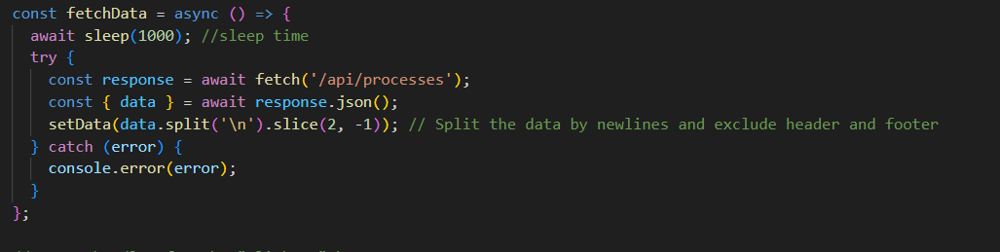 const fetchData = async () => {
await sleep(1000); //sleep time
try {
const response = await fetch('/api/processes');
const { data } = await response.json();
setData(data.split('\n').slice(2, -1)); // Split the data by newlines and exclude header and footer
} catch (error) {
console.error(error);
}
};